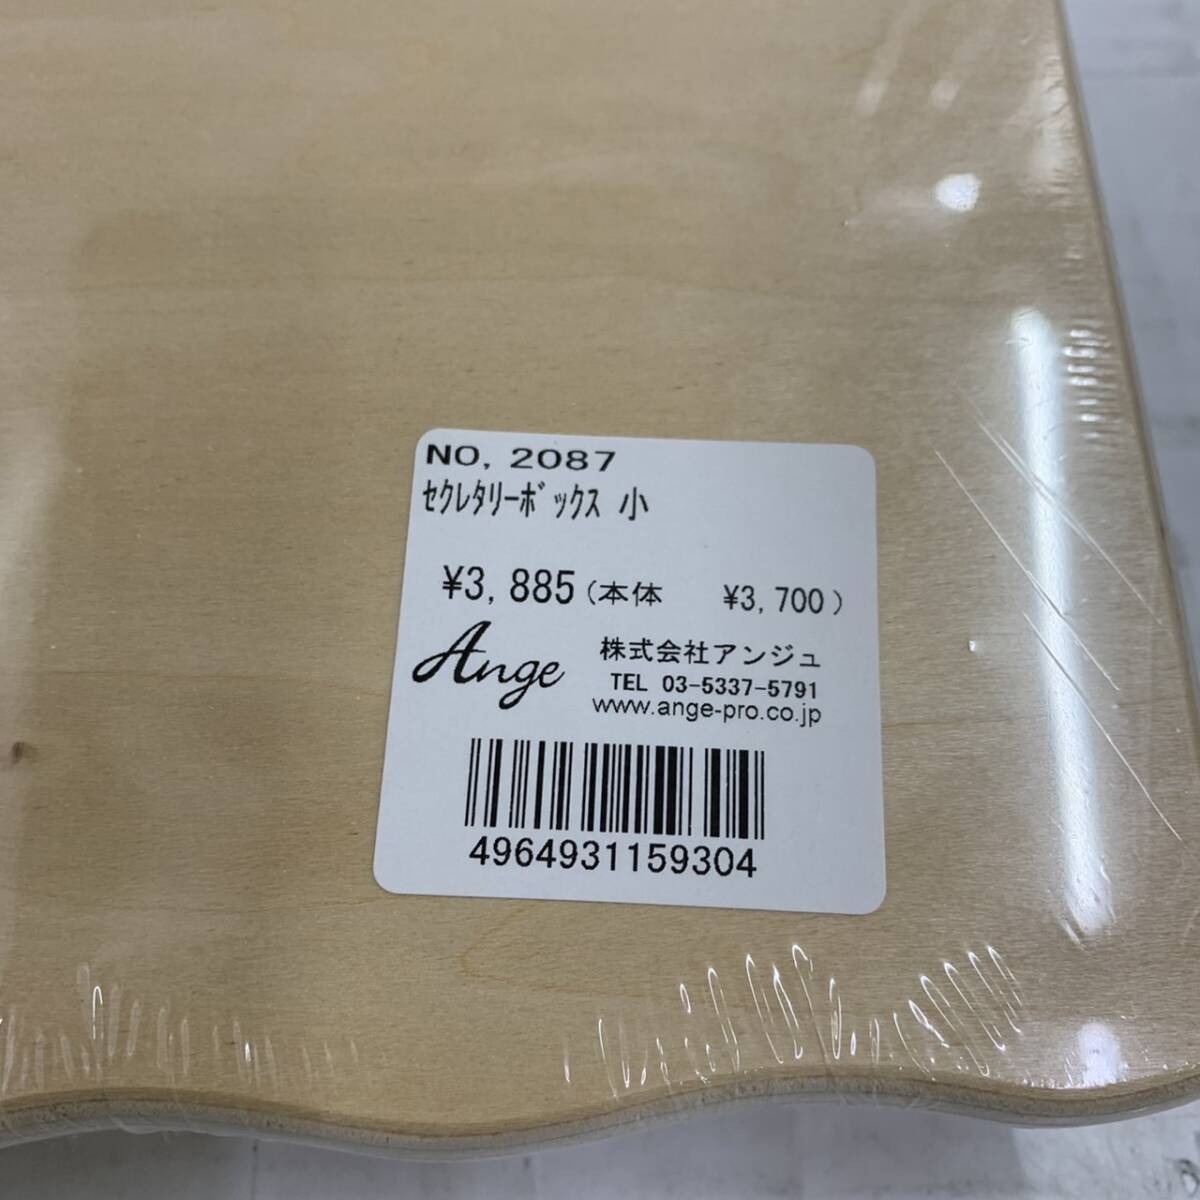 NO, 2087
ｾｸﾚﾀﾘｰﾎﾞｯｸｽ 小
¥3, 885 (本体 ¥3, 700)
Ange 株式会社アンジュ
TEL 03-5337-5791
www.ange-pro.co.jp
4964931159304